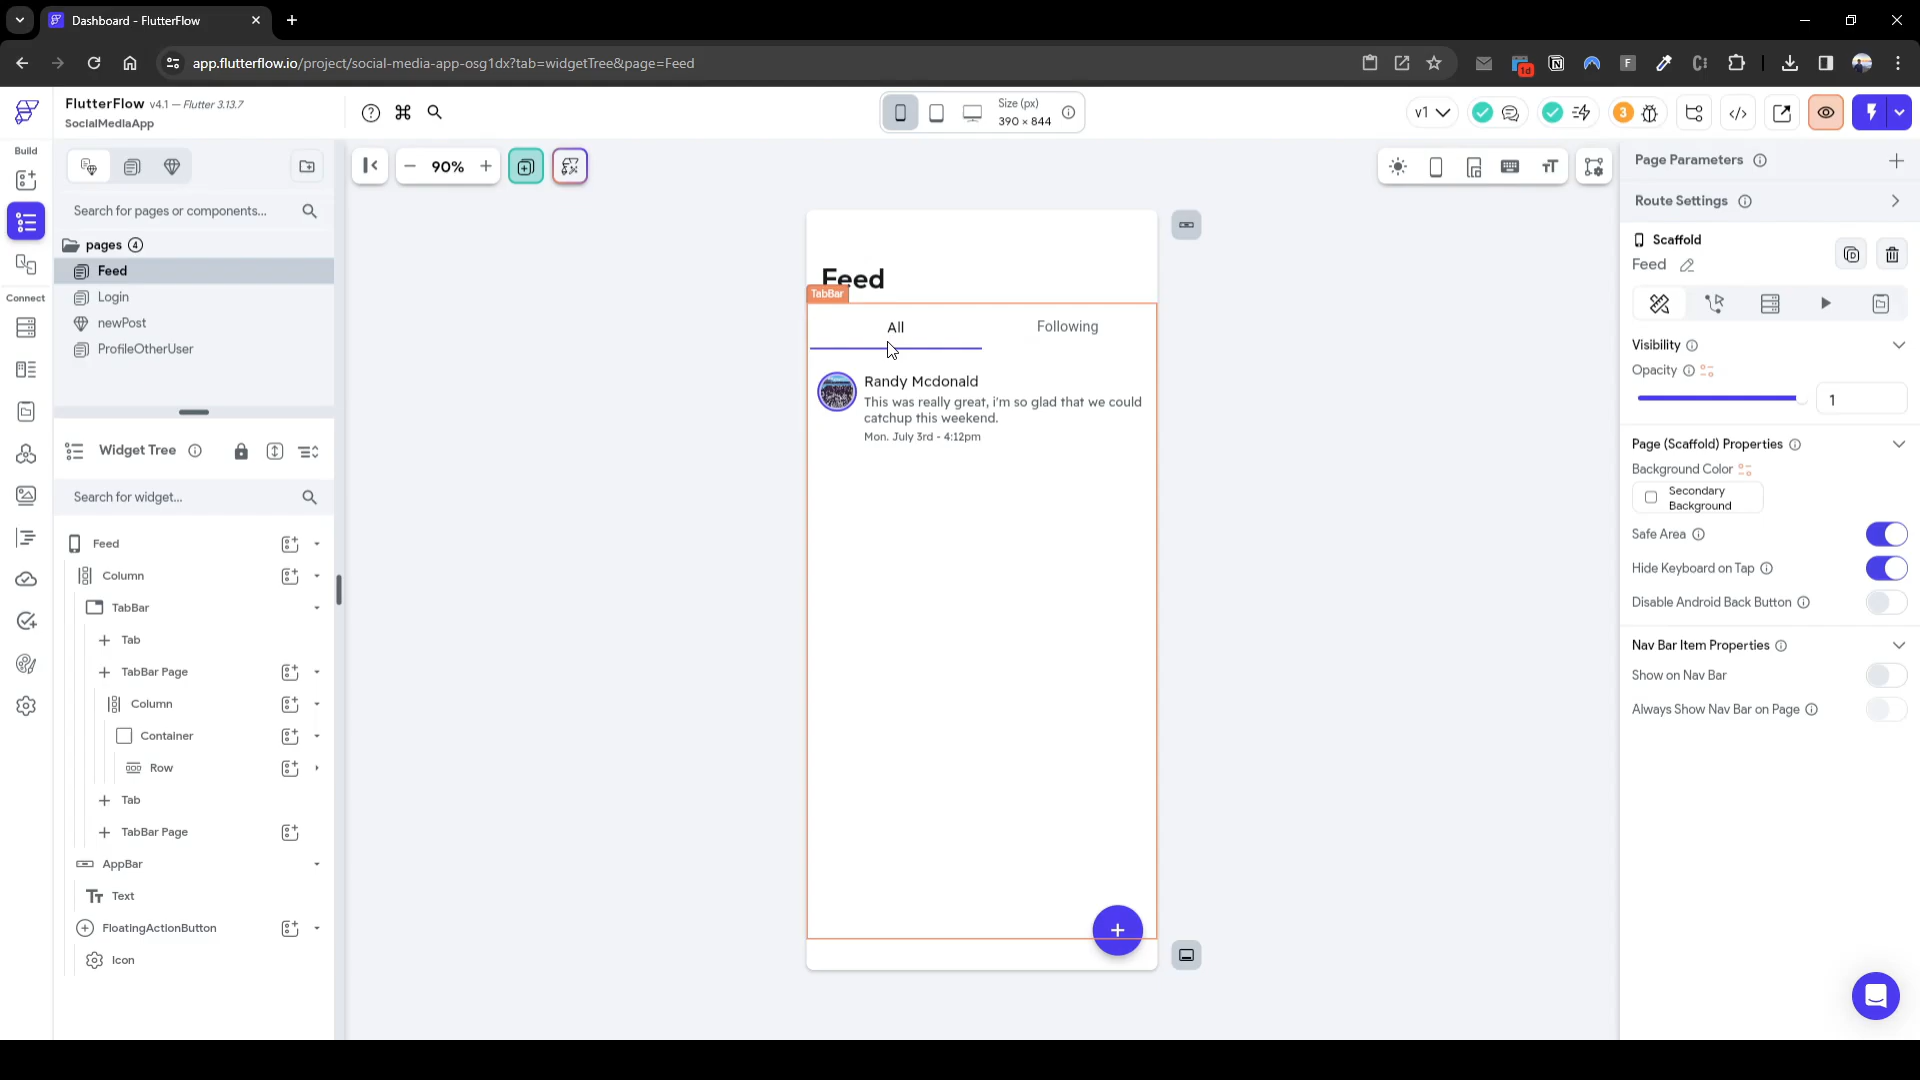 Dashboard - FlutterFlow
app.flutterflow.io/project/social-media-app-osg1dx?tab=widgetTree&page=Feed
1d
FlutterFlow v4.1 — Flutter 3.13.7
SocialMediaApp
Size (px)
390 × 844
v1
3
Build
Connect
90%
Search for pages or components...
pages 4
Feed
Login
newPost
ProfileOtherUser
Widget Tree
Search for widget...
Feed
Column
TabBar
Tab
TabBar Page
Column
Container
Row
Tab
TabBar Page
AppBar
Text
FloatingActionButton
Icon
Feed
TabBar
All
Following
Randy Mcdonald
This was really great, i'm so glad that we could
catchup this weekend.
Mon. July 3rd - 4:12pm
Page Parameters
Route Settings
Scaffold
Feed
Visibility
Opacity
1
Page (Scaffold) Properties
Background Color
Secondary
Background
Safe Area
Hide Keyboard on Tap
Disable Android Back Button
Nav Bar Item Properties
Show on Nav Bar
Always Show Nav Bar on Page